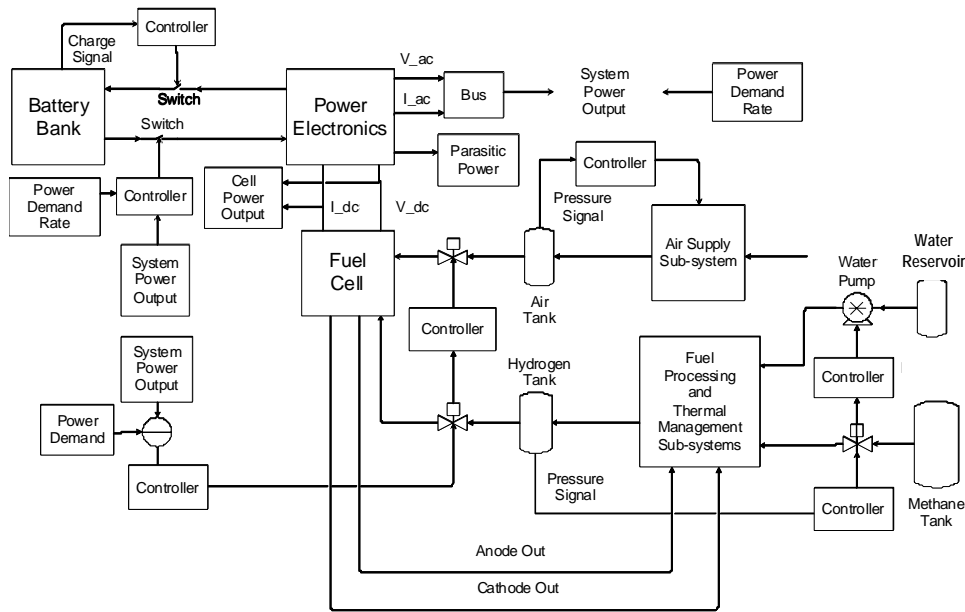 Charge
Signal
Controller
Battery
Bank
Switch
Switch
Power
Electronics
V_ac
I_ac
Bus
System
Power
Output
Power
Demand
Rate
Parasitic
Power
Cell
Power
Output
I_dc
V_dc
Power
Demand
Rate
Controller
System
Power
Output
Controller
Pressure
Signal
Air Supply
Sub-system
Air
Tank
Fuel
Cell
Controller
Water
Reservoir
Water
Pump
Controller
System
Power
Output
Power
Demand
Controller
Hydrogen
Tank
Pressure
Signal
Fuel
Processing
and
Thermal
Management
Sub-systems
Controller
Methane
Tank
Anode Out
Cathode Out